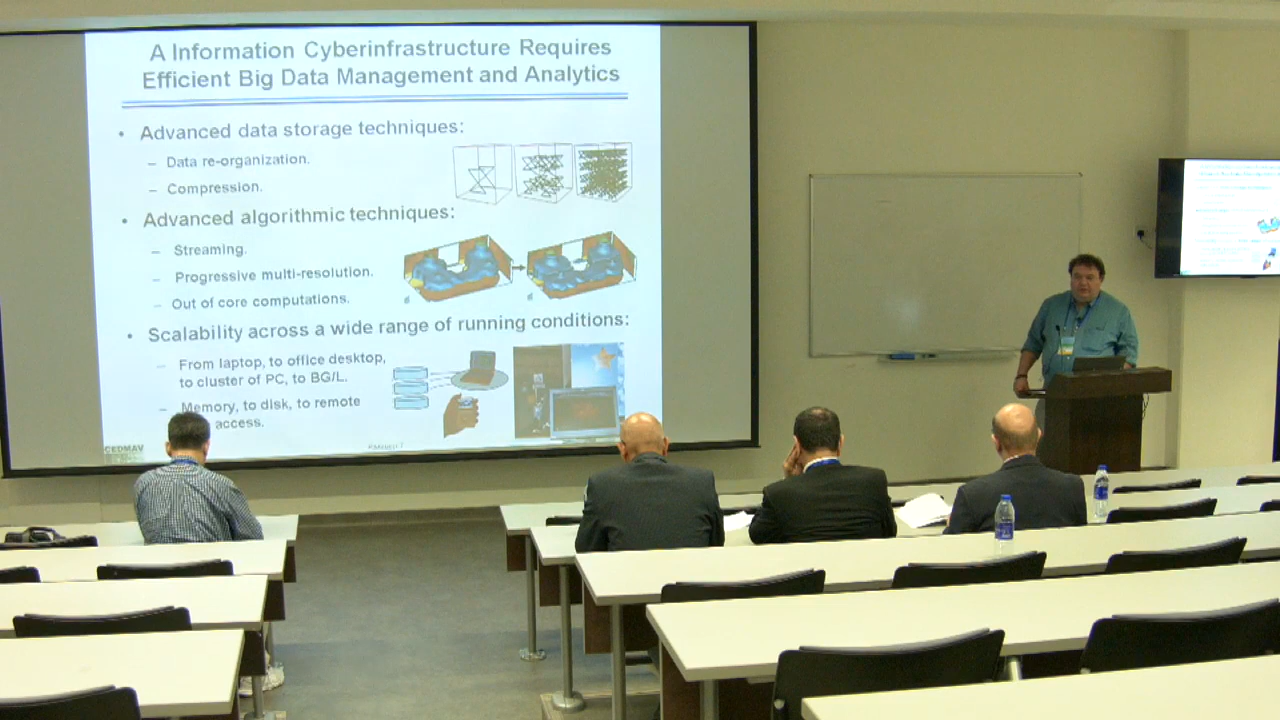 A Information Cyberinfrastructure Requires
Efficient Big Data Management and Analytics
• Advanced data storage techniques:
– Data re-organization.
– Compression.
• Advanced algorithmic techniques:
– Streaming.
– Progressive multi-resolution.
– Out of core computations.
• Scalability across a wide range of running conditions:
– From laptop, to office desktop,
to cluster of PC, to BG/L.
– Memory, to disk, to remote
access.
CEDMAV